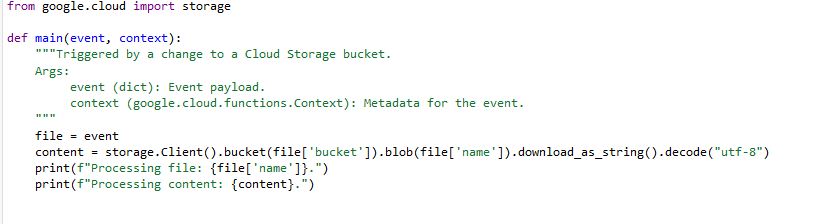 from google.cloud import storage
def main(event, context):
    """Triggered by a change to a Cloud Storage bucket.
    Args:
         event (dict): Event payload.
         context (google.cloud.functions.Context): Metadata for the event.
    """
    file = event
    content = storage.Client().bucket(file['bucket']).blob(file['name']).download_as_string().decode("utf-8")
    print(f"Processing file: {file['name']}.")
    print(f"Processing content: {content}.")